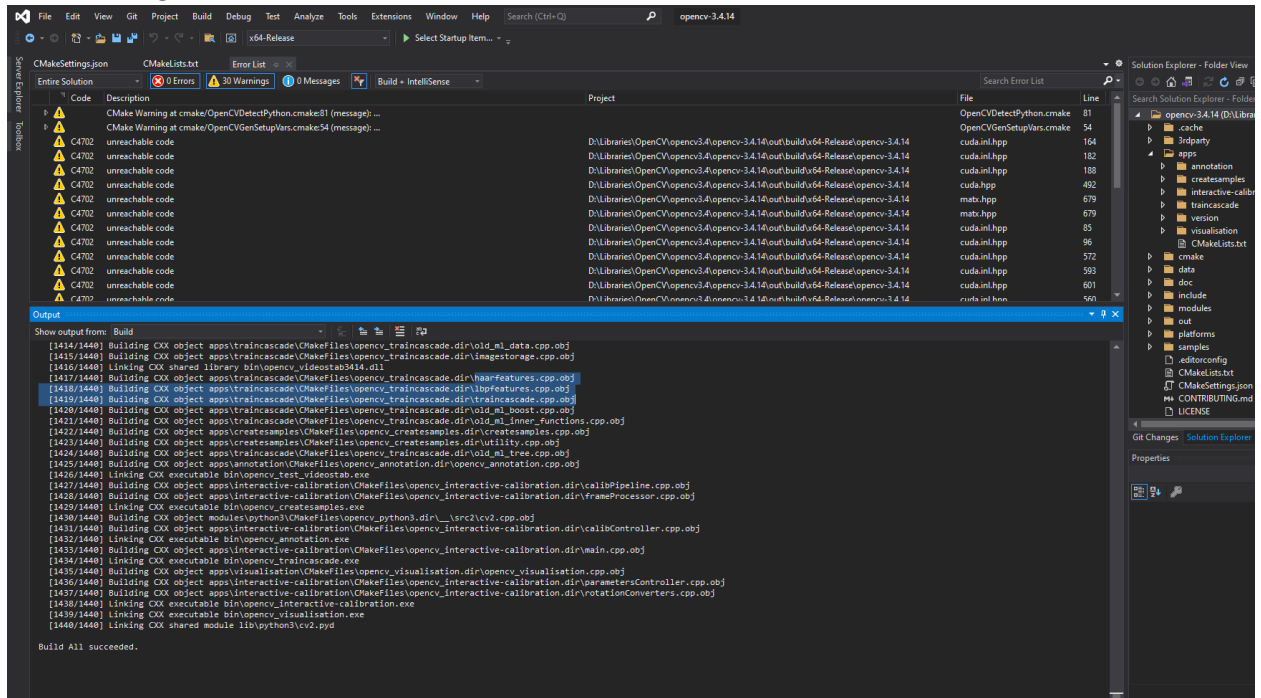 File Edit View Git Project Build Debug Test Analyze Tools Extensions Window Help Search (Ctrl+Q) opencv-3.4.14
x64-Release Select Startup Item...
Server Explorer
Toolbox
CMakeSettings.json CMakeLists.txt Error List
Entire Solution 0 Errors 30 Warnings 0 Messages Build + IntelliSense Search Error List
Code Description Project File Line
CMake Warning at cmake/OpenCVDetectPython.cmake:81 (message): ... OpenCVDetectPython.cmake 81
CMake Warning at cmake/OpenCVGenSetupVars.cmake:54 (message): ... OpenCVGenSetupVars.cmake 54
C4702 unreachable code D:\Libraries\OpenCV\opencv3.4\opencv-3.4.14\out\build\x64-Release\opencv-3.4.14 cuda.inl.hpp 164
C4702 unreachable code D:\Libraries\OpenCV\opencv3.4\opencv-3.4.14\out\build\x64-Release\opencv-3.4.14 cuda.inl.hpp 182
C4702 unreachable code D:\Libraries\OpenCV\opencv3.4\opencv-3.4.14\out\build\x64-Release\opencv-3.4.14 cuda.inl.hpp 188
C4702 unreachable code D:\Libraries\OpenCV\opencv3.4\opencv-3.4.14\out\build\x64-Release\opencv-3.4.14 cuda.hpp 492
C4702 unreachable code D:\Libraries\OpenCV\opencv3.4\opencv-3.4.14\out\build\x64-Release\opencv-3.4.14 matx.hpp 679
C4702 unreachable code D:\Libraries\OpenCV\opencv3.4\opencv-3.4.14\out\build\x64-Release\opencv-3.4.14 matx.hpp 679
C4702 unreachable code D:\Libraries\OpenCV\opencv3.4\opencv-3.4.14\out\build\x64-Release\opencv-3.4.14 cuda.inl.hpp 85
C4702 unreachable code D:\Libraries\OpenCV\opencv3.4\opencv-3.4.14\out\build\x64-Release\opencv-3.4.14 cuda.inl.hpp 96
C4702 unreachable code D:\Libraries\OpenCV\opencv3.4\opencv-3.4.14\out\build\x64-Release\opencv-3.4.14 cuda.inl.hpp 572
C4702 unreachable code D:\Libraries\OpenCV\opencv3.4\opencv-3.4.14\out\build\x64-Release\opencv-3.4.14 cuda.inl.hpp 593
C4702 unreachable code D:\Libraries\OpenCV\opencv3.4\opencv-3.4.14\out\build\x64-Release\opencv-3.4.14 cuda.inl.hpp 601
C4702 unreachable code D:\Libraries\OpenCV\opencv3.4\opencv-3.4.14\out\build\x64-Release\opencv-3.4.14 cuda.inl.hpp 560
Output
Show output from: Build
[1414/1440] Building CXX object apps\traincascade\CMakeFiles\opencv_traincascade.dir\old_ml_data.cpp.obj
[1415/1440] Building CXX object apps\traincascade\CMakeFiles\opencv_traincascade.dir\imagestorage.cpp.obj
[1416/1440] Linking CXX shared library bin\opencv_videostab3414.dll
[1417/1440] Building CXX object apps\traincascade\CMakeFiles\opencv_traincascade.dir\haarfeatures.cpp.obj
[1418/1440] Building CXX object apps\traincascade\CMakeFiles\opencv_traincascade.dir\lbpfeatures.cpp.obj
[1419/1440] Building CXX object apps\traincascade\CMakeFiles\opencv_traincascade.dir\traincascade.cpp.obj
[1420/1440] Building CXX object apps\traincascade\CMakeFiles\opencv_traincascade.dir\old_ml_boost.cpp.obj
[1421/1440] Building CXX object apps\traincascade\CMakeFiles\opencv_traincascade.dir\old_ml_inner_functions.cpp.obj
[1422/1440] Building CXX object apps\createsamples\CMakeFiles\opencv_createsamples.dir\createsamples.cpp.obj
[1423/1440] Building CXX object apps\createsamples\CMakeFiles\opencv_createsamples.dir\utility.cpp.obj
[1424/1440] Building CXX object apps\traincascade\CMakeFiles\opencv_traincascade.dir\old_ml_tree.cpp.obj
[1425/1440] Building CXX object apps\annotation\CMakeFiles\opencv_annotation.dir\opencv_annotation.cpp.obj
[1426/1440] Linking CXX executable bin\opencv_test_videostab.exe
[1427/1440] Building CXX object apps\interactive-calibration\CMakeFiles\opencv_interactive-calibration.dir\calibPipeline.cpp.obj
[1428/1440] Building CXX object apps\interactive-calibration\CMakeFiles\opencv_interactive-calibration.dir\frameProcessor.cpp.obj
[1429/1440] Linking CXX executable bin\opencv_createsamples.exe
[1430/1440] Building CXX object modules\python3\CMakeFiles\opencv_python3.dir\__\src2\cv2.cpp.obj
[1431/1440] Building CXX object apps\interactive-calibration\CMakeFiles\opencv_interactive-calibration.dir\calibController.cpp.obj
[1432/1440] Linking CXX executable bin\opencv_annotation.exe
[1433/1440] Building CXX object apps\interactive-calibration\CMakeFiles\opencv_interactive-calibration.dir\main.cpp.obj
[1434/1440] Linking CXX executable bin\opencv_traincascade.exe
[1435/1440] Building CXX object apps\visualisation\CMakeFiles\opencv_visualisation.dir\opencv_visualisation.cpp.obj
[1436/1440] Building CXX object apps\interactive-calibration\CMakeFiles\opencv_interactive-calibration.dir\parametersController.cpp.obj
[1437/1440] Building CXX object apps\interactive-calibration\CMakeFiles\opencv_interactive-calibration.dir\rotationConverters.cpp.obj
[1438/1440] Linking CXX executable bin\opencv_interactive-calibration.exe
[1439/1440] Linking CXX executable bin\opencv_visualisation.exe
[1440/1440] Linking CXX shared module lib\python3\cv2.pyd
Build All succeeded.
Solution Explorer - Folder View
Search Solution Explorer - Folder
opencv-3.4.14 (D:\Librar
.cache
3rdparty
apps
annotation
createsamples
interactive-calibr
traincascade
version
visualisation
CMakeLists.txt
cmake
data
doc
include
modules
out
platforms
samples
.editorconfig
CMakeLists.txt
CMakeSettings.json
CONTRIBUTING.md
LICENSE
Git Changes Solution Explorer
Properties